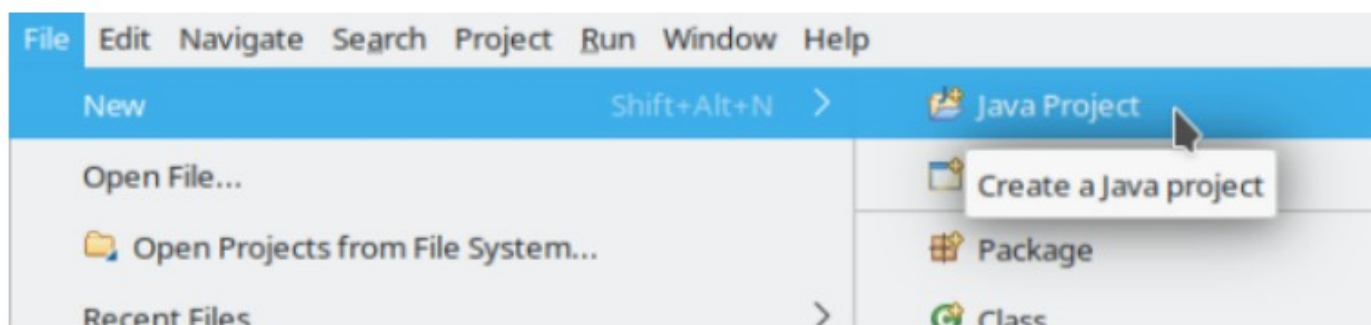 File Edit Navigate Search Project Run Window Help
New Shift+Alt+N Java Project
Open File... Create a Java project
Open Projects from File System... Package
Recent Files Class